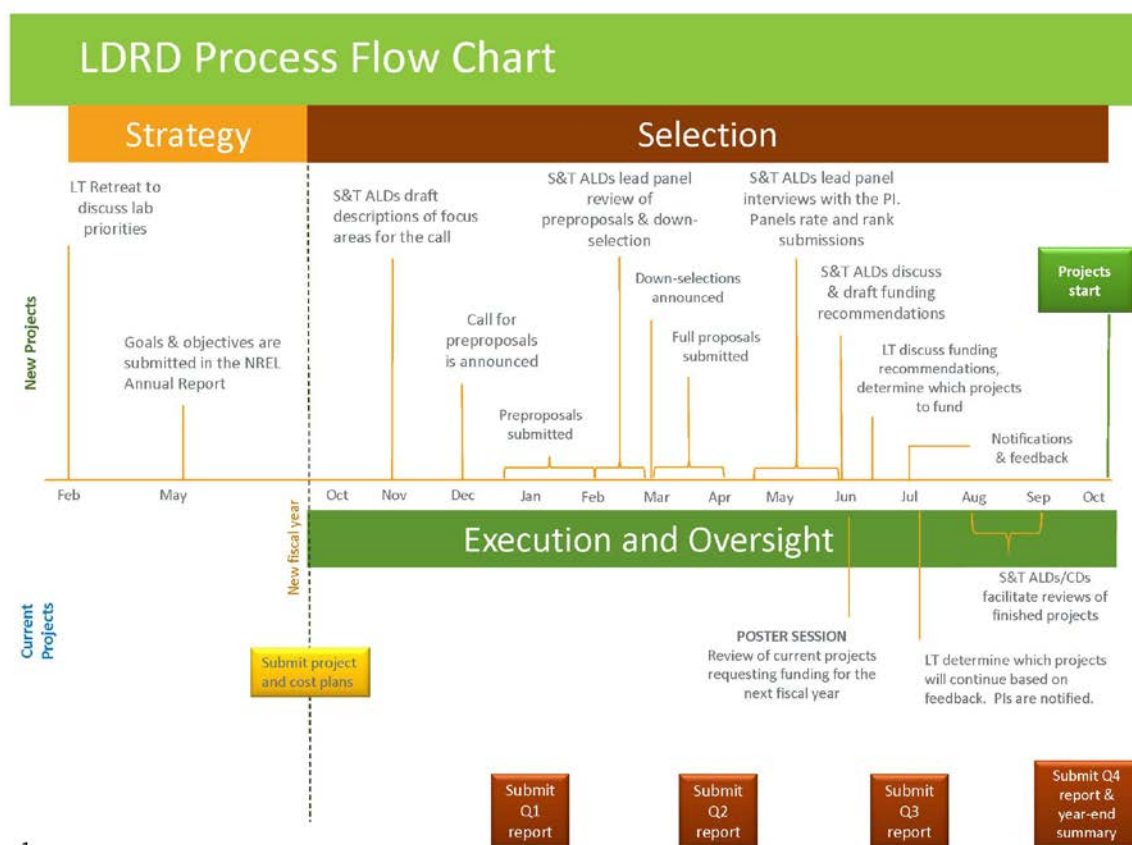 LDRD Process Flow Chart
Strategy
Selection
LT Retreat to
discuss lab
priorities
Goals & objectives are
submitted in the NREL
Annual Report
S&T ALDs draft
descriptions of focus
areas for the call
Call for
preproposals
is announced
Preproposals
submitted
S&T ALDs lead panel
review of
preproposals & down-
selection
Down-selections
announced
Full proposals
submitted
S&T ALDs lead panel
interviews with the PI.
Panels rate and rank
submissions
S&T ALDs discuss
& draft funding
recommendations
LT discuss funding
recommendations,
determine which projects
to fund
Notifications
& feedback
Projects
start
New Projects
Feb
May
Oct
Nov
Dec
Jan
Feb
Mar
Apr
May
Jun
Jul
Aug
Sep
Oct
New fiscal year
Execution and Oversight
Current
Projects
Submit project
and cost plans
POSTER SESSION
Review of current projects
requesting funding for the
next fiscal year
LT determine which projects
will continue based on
feedback. PIs are notified.
S&T ALDs/CDs
facilitate reviews of
finished projects
Submit
Q1
report
Submit
Q2
report
Submit
Q3
report
Submit Q4
report &
year-end
summary